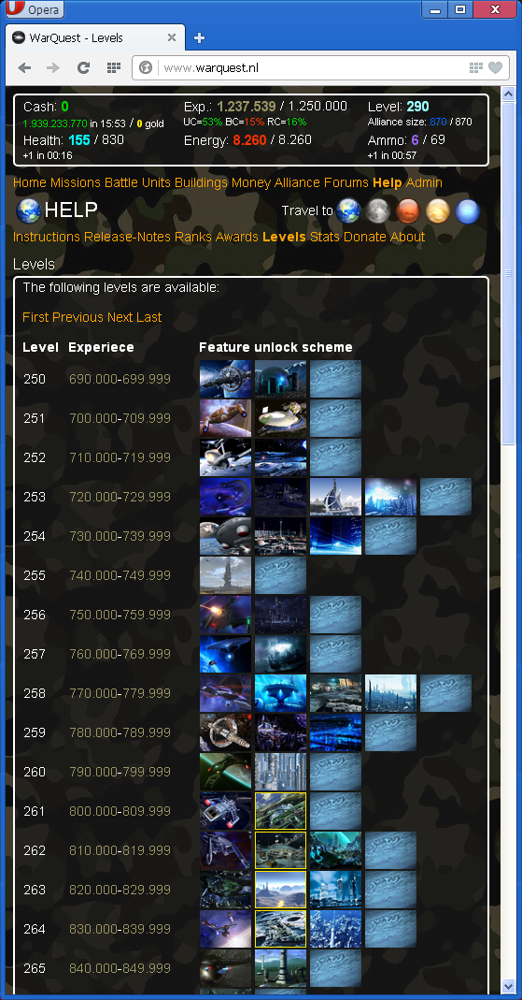 Opera
WarQuest - Levels
www.warquest.nl
Cash: 0 Exp.: 1.237.539 / 1.250.000 Level: 290
1.939.233.770 in 15:53 / 0 gold UC=53% BC=15% RC=16% Alliance size: 870 / 870
Health: 155 / 830 Energy: 8.260 / 8.260 Ammo: 6 / 69
+1 in 00:16 +1 in 00:57
Home Missions Battle Units Buildings Money Alliance Forums Help Admin
HELP Travel to
Instructions Release-Notes Ranks Awards Levels Stats Donate About
Levels
The following levels are available:
First Previous Next Last
Level Experiece Feature unlock scheme
250 690.000-699.999
251 700.000-709.999
252 710.000-719.999
253 720.000-729.999
254 730.000-739.999
255 740.000-749.999
256 750.000-759.999
257 760.000-769.999
258 770.000-779.999
259 780.000-789.999
260 790.000-799.999
261 800.000-809.999
262 810.000-819.999
263 820.000-829.999
264 830.000-839.999
265 840.000-849.999